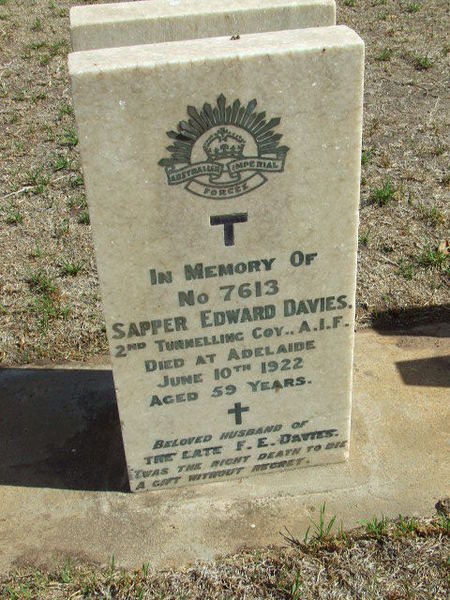 AUSTRALIAN IMPERIAL
FORCES
T
IN MEMORY OF
NO 7613
SAPPER EDWARD DAVIES.
2ND TUNNELLING COY., A.I.F.
DIED AT ADELAIDE
JUNE 10TH 1922
AGED 59 YEARS.
BELOVED HUSBAND OF
THE LATE F. E. DAVIES.
'TWAS THE RIGHT DEATH TO DIE
A GIFT WITHOUT REGRET.